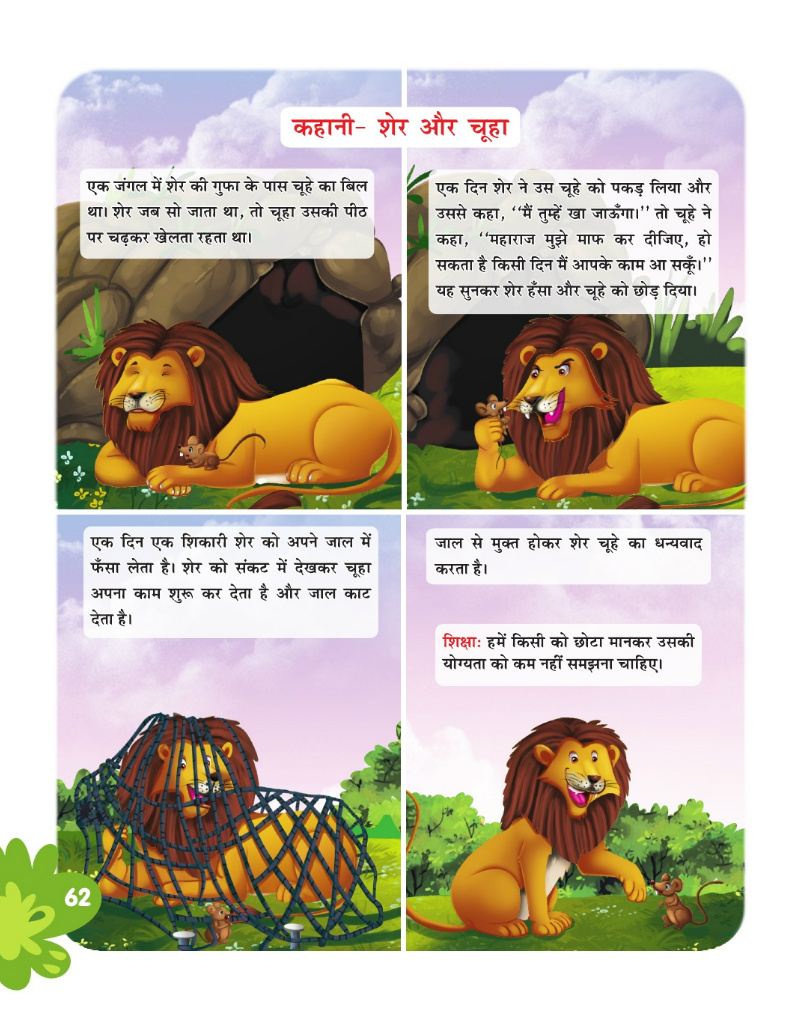 कहानी- शेर और चूहा
एक जंगल में शेर की गुफा के पास चूहे का बिल
था। शेर जब सो जाता था, तो चूहा उसकी पीठ
पर चढ़कर खेलता रहता था।
एक दिन शेर ने उस चूहे को पकड़ लिया और
उससे कहा, ‘‘मैं तुम्हें खा जाऊँगा।’’ तो चूहे ने
कहा, ‘‘महाराज मुझे माफ कर दीजिए, हो
सकता है किसी दिन मैं आपके काम आ सकूँ।’’
यह सुनकर शेर हँसा और चूहे को छोड़ दिया।
एक दिन एक शिकारी शेर को अपने जाल में
फँसा लेता है। शेर को संकट में देखकर चूहा
अपना काम शुरू कर देता है और जाल काट
देता है।
जाल से मुक्त होकर शेर चूहे का धन्यवाद
करता है।
शिक्षाः हमें किसी को छोटा मानकर उसकी
योग्यता को कम नहीं समझना चाहिए।
62